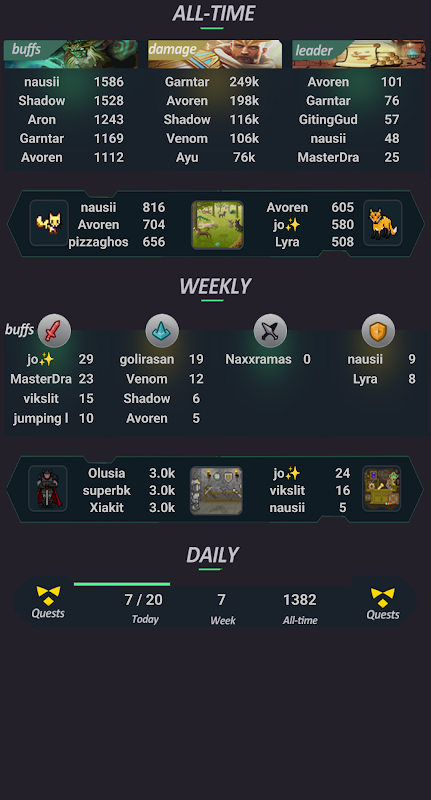 ALL-TIME
buffs damage leader
nausii 1586 Garntar 249k Avoren 101
Shadow 1528 Avoren 198k Garntar 76
Aron 1243 Shadow 116k GitingGud 57
Garntar 1169 Venom 106k nausii 48
Avoren 1112 Ayu 76k MasterDra 25
nausii 816 Avoren 605
Avoren 704 jo✨ 580
pizzaghos 656 Lyra 508
WEEKLY
buffs
jo✨ 29 golirasan 19 Naxxramas 0 nausii 9
MasterDra 23 Venom 12 Lyra 8
vikslit 15 Shadow 6
jumping l 10 Avoren 5
Olusia 3.0k jo✨ 24
superbk 3.0k vikslit 16
Xiakit 3.0k nausii 5
DAILY
7 / 20 7 1382
Quests Today Week All-time Quests